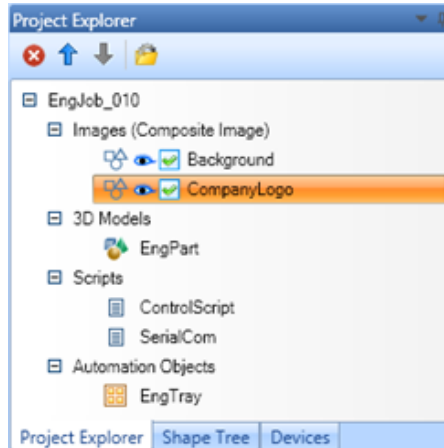 Project Explorer
EngJob_010
Images (Composite Image)
Background
CompanyLogo
3D Models
EngPart
Scripts
ControlScript
SerialCom
Automation Objects
EngTray
Project Explorer Shape Tree Devices